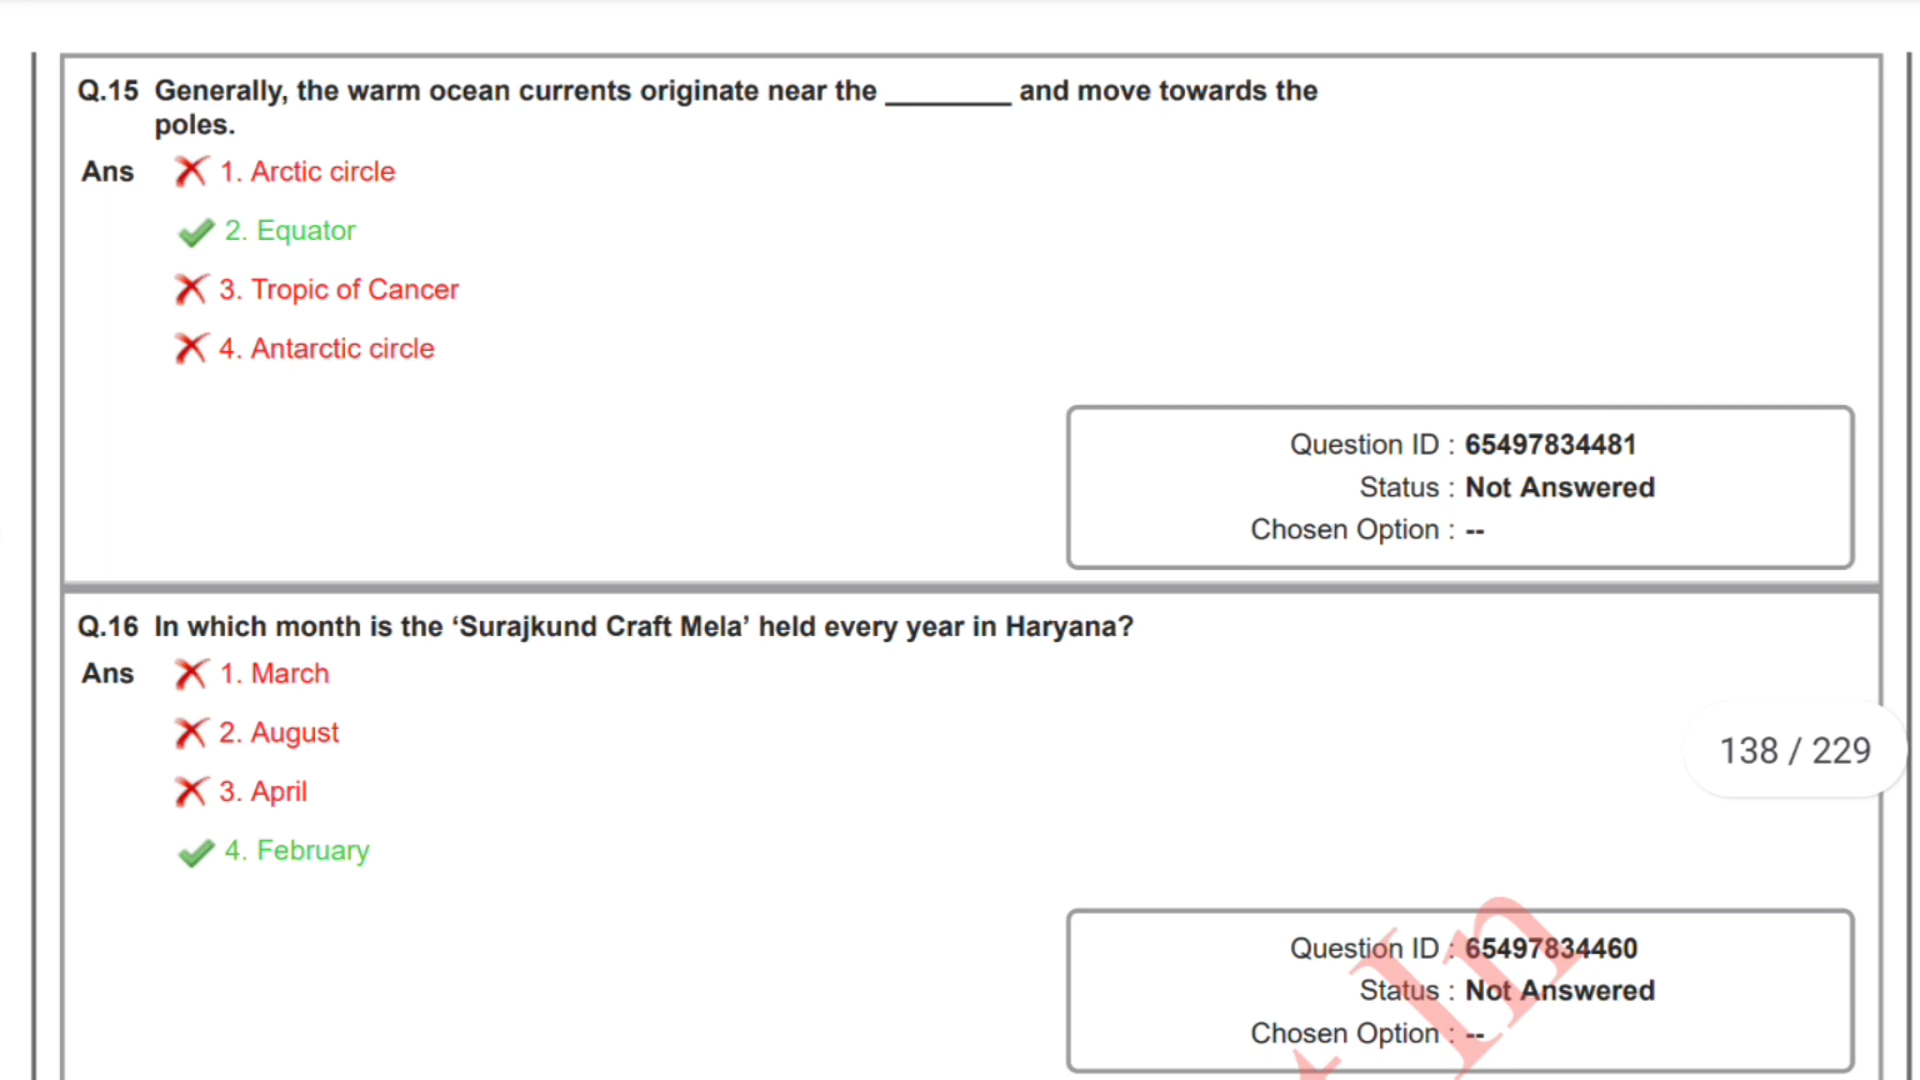 Q.15 Generally, the warm ocean currents originate near the ________ and move towards the
poles.
Ans 1. Arctic circle
2. Equator
3. Tropic of Cancer
4. Antarctic circle
Question ID : 65497834481
Status : Not Answered
Chosen Option : --
Q.16 In which month is the ‘Surajkund Craft Mela’ held every year in Haryana?
Ans 1. March
2. August
3. April
138 / 229
4. February
Question ID : 65497834460
Status : Not Answered
Chosen Option : --
In